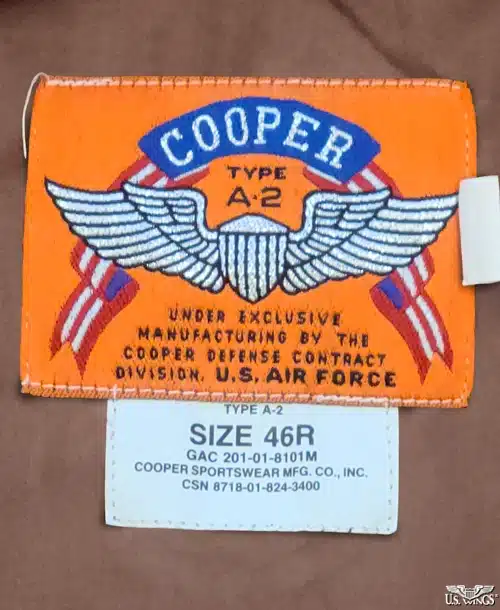 COOPER
TYPE
A-2
UNDER EXCLUSIVE
MANUFACTURING BY THE
COOPER DEFENSE CONTRACT
DIVISION, U.S. AIR FORCE
TYPE A-2
SIZE 46R
GAC 201-01-8101M
COOPER SPORTSWEAR MFG. CO., INC.
CSN 8718-01-824-3400
U.S. WINGS